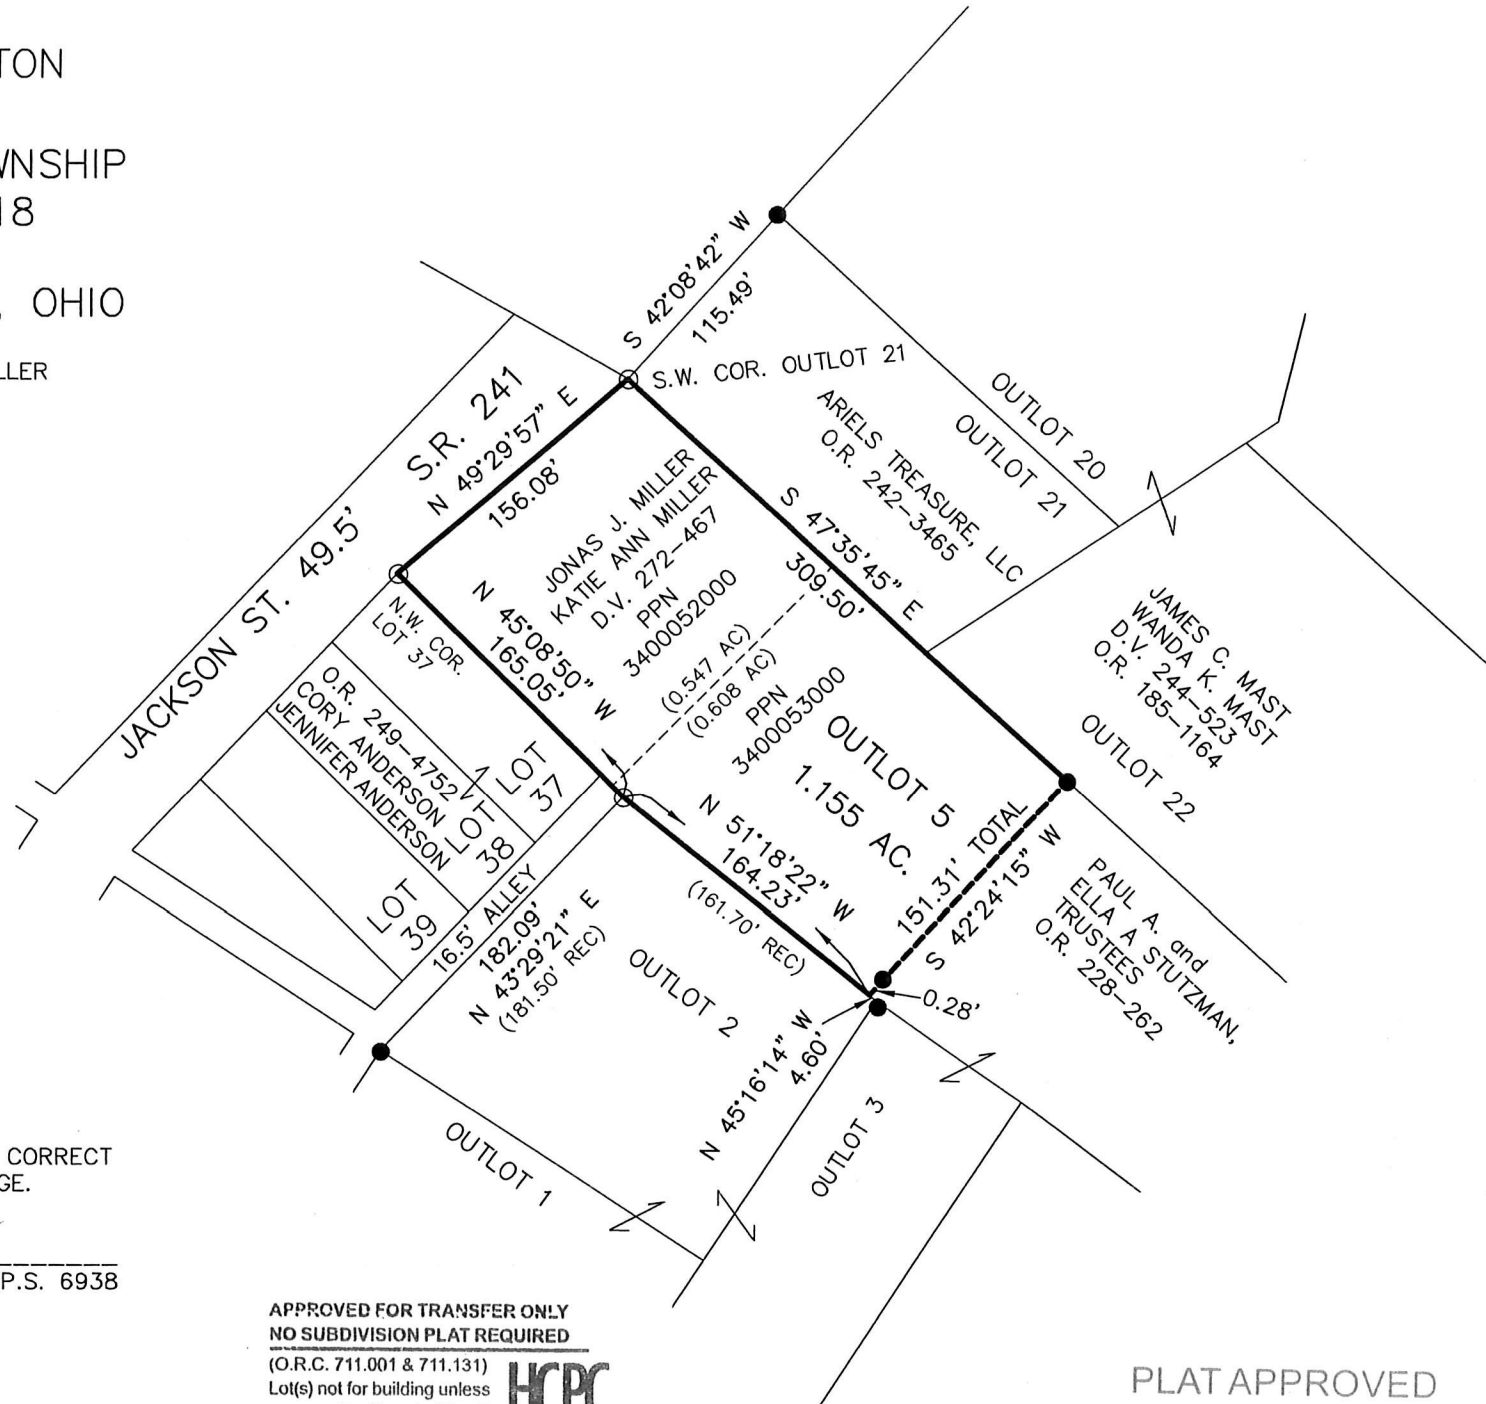 TON
WNSHIP
18
, OHIO
LLER
S 42°08'42" W
115.49'
S.W. COR. OUTLOT 21
S.R. 241
N 49°29'57" E
156.08'
JACKSON ST. 49.5'
OUTLOT 20
OUTLOT 21
ARIELS TREASURE, LLC
O.R. 242-3465
S 47°35'45" E
309.50'
JONAS J. MILLER
KATIE ANN MILLER
D.V. 272-467
PPN
3400052000
N 45°08'50" W
165.05'
N.W. COR.
LOT 37
(0.547 AC)
(0.608 AC)
PPN
3400053000
OUTLOT 5
1.155 AC.
JAMES C. MAST
WANDA K. MAST
D.V. 244-523
O.R. 185-1164
OUTLOT 22
O.R. 249-4752
CORY ANDERSON
JENNIFER ANDERSON
LOT
37
LOT
38
LOT
39
16.5' ALLEY
N 51°18'22" W
164.23'
(161.70' REC)
151.31' TOTAL
S 42°24'15" W
PAUL A. and
ELLA A STUTZMAN,
TRUSTEES
O.R. 228-262
182.09'
N 43°29'21" E
(181.50' REC)
OUTLOT 2
0.28'
N 45°16'14" W
4.60'
OUTLOT 3
OUTLOT 1
CORRECT
GE.
P.S. 6938
APPROVED FOR TRANSFER ONLY
NO SUBDIVISION PLAT REQUIRED
(O.R.C. 711.001 & 711.131)
Lot(s) not for building unless
HCPC
PLAT APPROVED